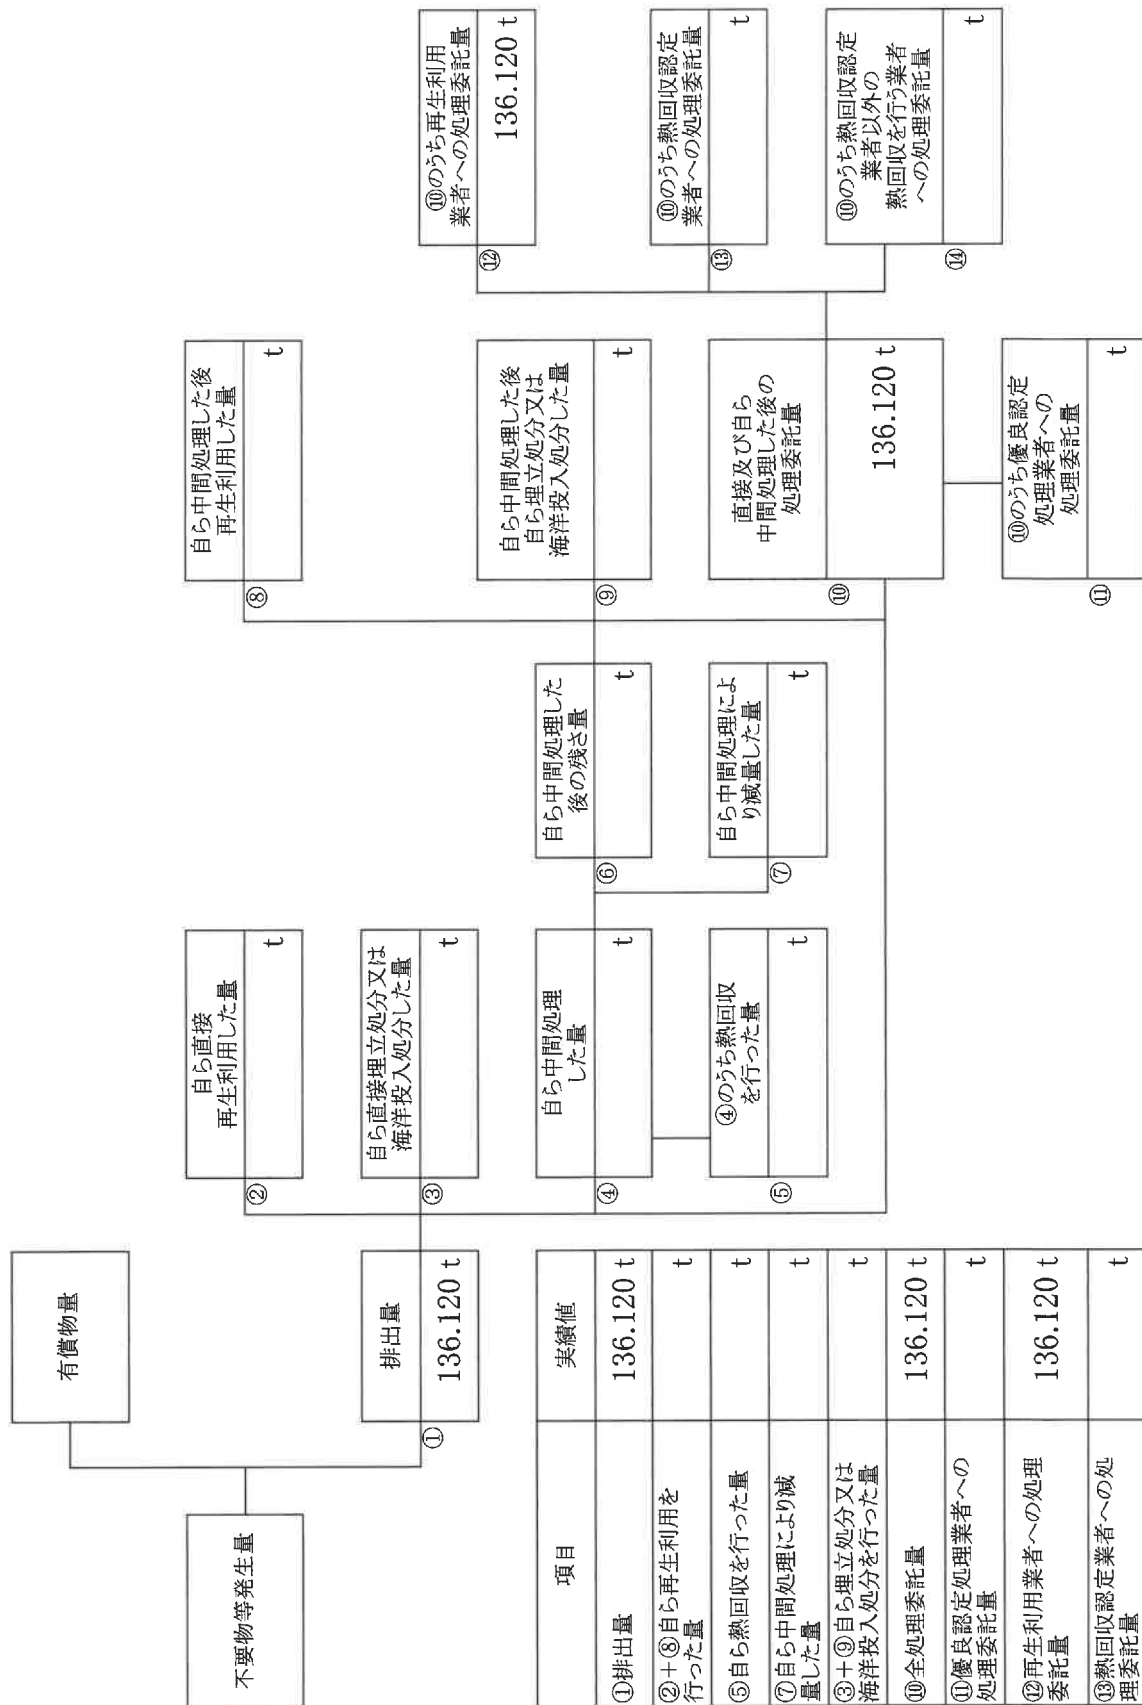 不要物等発生量
有償物量
排出量
①
136.120 t
自ら直接
再生利用した量
②
t
自ら直接埋立処分又は
海洋投入処分した量
③
t
自ら中間処理
した量
④
t
④のうち熱回収
を行った量
⑤
t
自ら中間処理した
後の残さ量
⑥
t
自ら中間処理によ
り減量した量
⑦
t
自ら中間処理した後
再生利用した量
⑧
t
自ら中間処理した後
自ら埋立処分又は
海洋投入処分した量
⑨
t
直接及び自ら
中間処理した後の
処理委託量
⑩
136.120 t
⑩のうち優良認定
処理業者への
処理委託量
⑪
t
⑩のうち再生利用
業者への処理委託量
⑫
136.120 t
⑩のうち熱回収認定
業者への処理委託量
⑬
t
⑩のうち熱回収認定
業者以外の
熱回収を行う業者
への処理委託量
⑭
t
項目 実績値
①排出量 136.120 t
②+⑧自ら再生利用を
行った量 t
⑤自ら熱回収を行った量 t
⑦自ら中間処理により減
量した量 t
③+⑨自ら埋立処分又は
海洋投入処分を行った量 t
⑩全処理委託量 136.120 t
⑪優良認定処理業者への
処理委託量 t
⑫再生利用業者への処理
委託量 136.120 t
⑬熱回収認定業者への処
理委託量 t